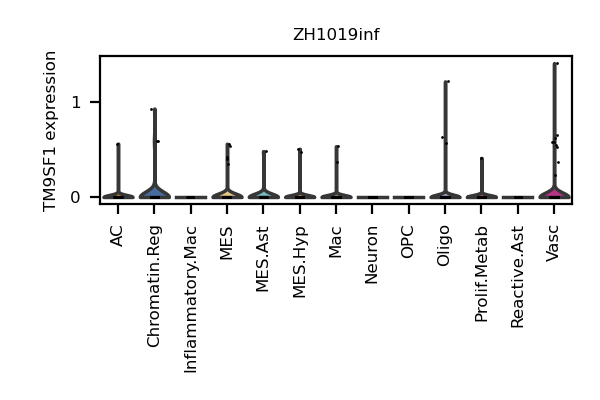 ZH1019inf
TM9SF1 expression
1
0
AC
Chromatin.Reg
Inflammatory.Mac
MES
MES.Ast
MES.Hyp
Mac
Neuron
OPC
Oligo
Prolif.Metab
Reactive.Ast
Vasc